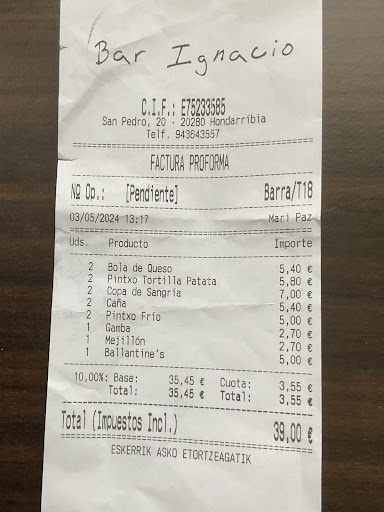 Bar Ignacio
C.I.F.: E75233585
San Pedro, 20 - 20280 Hondarribia
Telf. 943643557
FACTURA PROFORMA
Nº Op.: [Pendiente] Barra/T18
03/05/2024 13:17 Mari Paz
Uds. Producto Importe
2 Bola de Queso 5,40 €
2 Pintxo Tortilla Patata 5,80 €
2 Copa de Sangria 7,00 €
2 Caña 5,40 €
2 Pintxo Frio 5,00 €
1 Gamba 2,70 €
1 Mejillón 2,70 €
1 Ballantine's 5,00 €
10,00%: Base: 35,45 € Cuota: 3,55 €
Total: 35,45 € Total: 3,55 €
Total (Impuestos Incl.) 39,00 €
ESKERRIK ASKO ETORTZEAGATIK